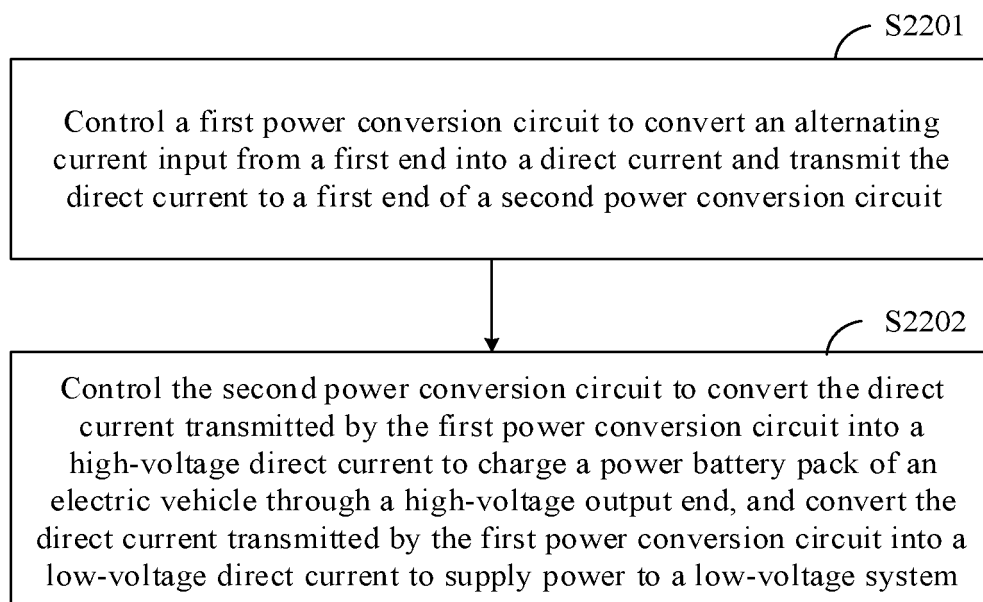 S2201
Control a first power conversion circuit to convert an alternating
current input from a first end into a direct current and transmit the
direct current to a first end of a second power conversion circuit
S2202
Control the second power conversion circuit to convert the direct
current transmitted by the first power conversion circuit into a
high-voltage direct current to charge a power battery pack of an
electric vehicle through a high-voltage output end, and convert the
direct current transmitted by the first power conversion circuit into a
low-voltage direct current to supply power to a low-voltage system